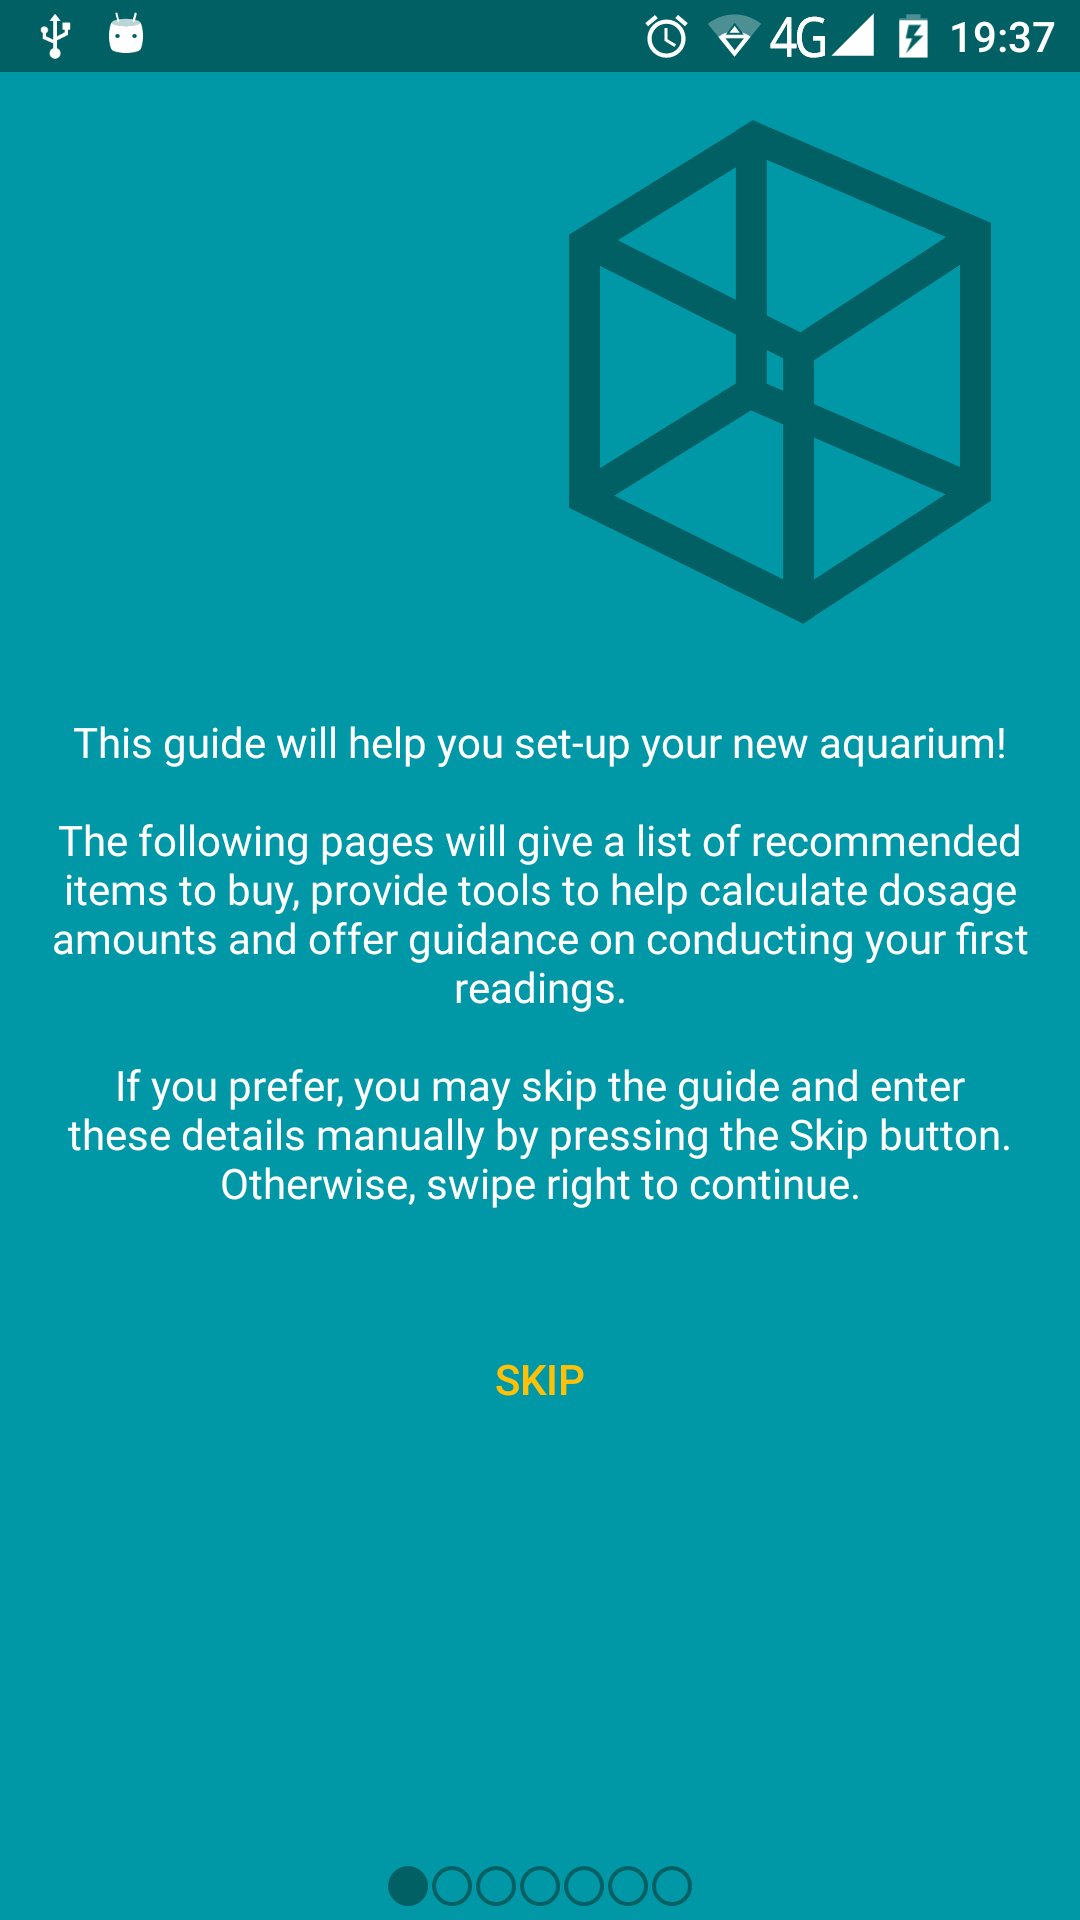 4G 19:37
This guide will help you set-up your new aquarium!
The following pages will give a list of recommended
items to buy, provide tools to help calculate dosage
amounts and offer guidance on conducting your first
readings.
If you prefer, you may skip the guide and enter
these details manually by pressing the Skip button.
Otherwise, swipe right to continue.
SKIP